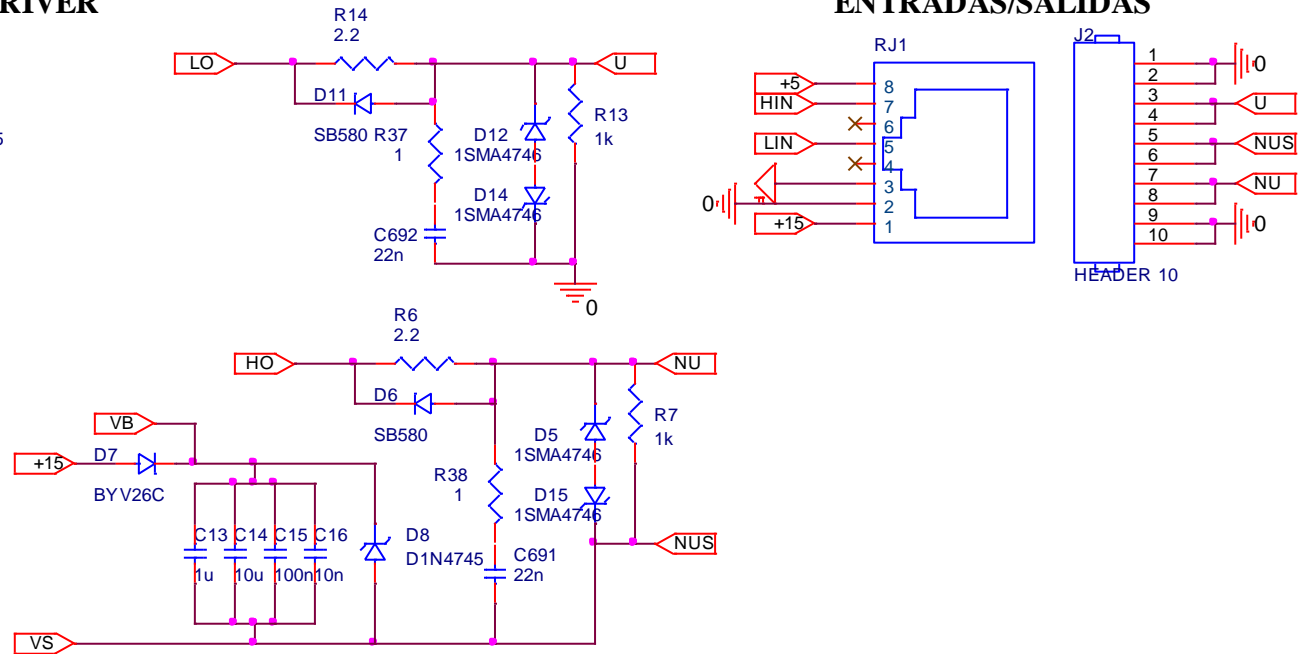 RIVER
ENTRADAS/SALIDAS
R14
2.2
LO
U
D11
SB580
R37
1
D12
1SMA4746
R13
1k
D14
1SMA4746
C692
22n
0
RJ1
+5
HIN
LIN
0
+15
8
7
6
5
4
3
2
1
J2
1
2
3
4
5
6
7
8
9
10
0
U
NUS
NU
0
HEADER 10
R6
2.2
HO
NU
D6
SB580
VB
+15
D7
BYV26C
D5
1SMA4746
R7
1k
R38
1
D15
1SMA4746
C13
C14
C15
C16
1u
10u
100n
10n
D8
D1N4745
C691
22n
NUS
VS